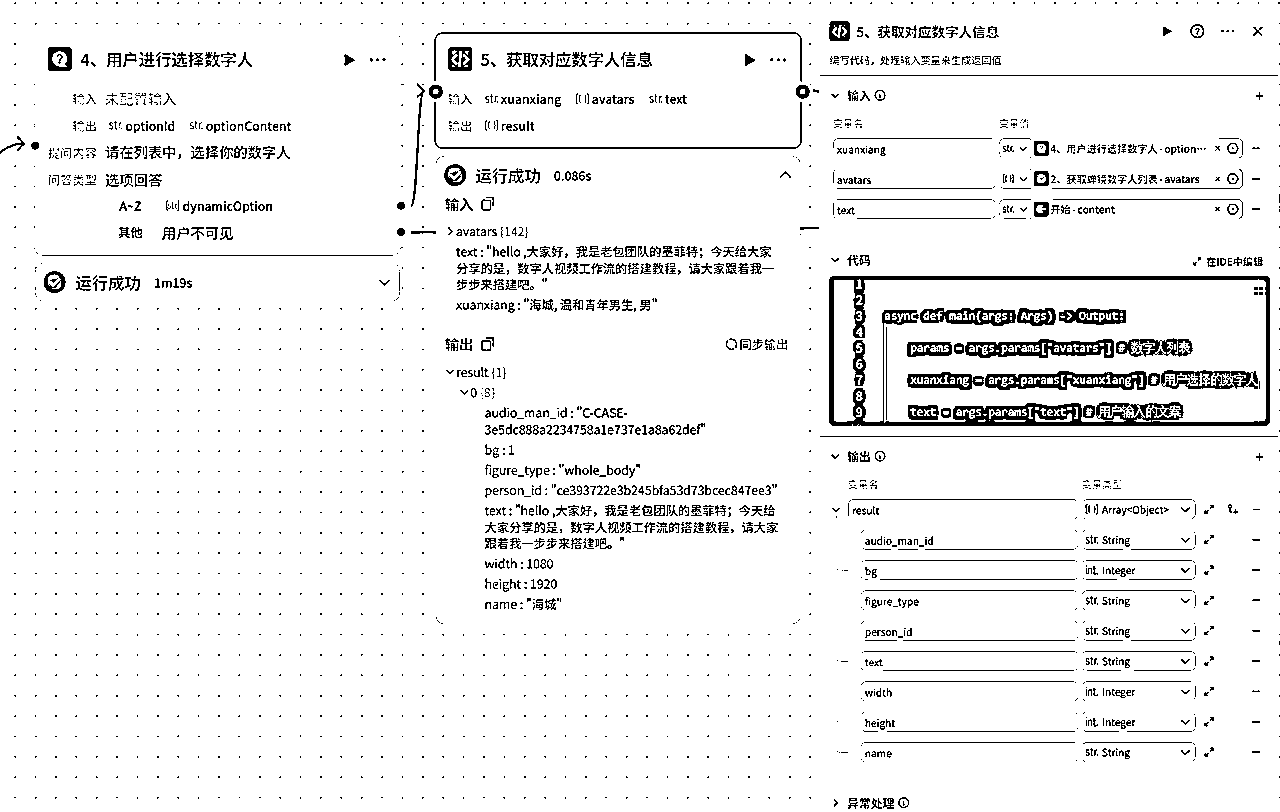 4、用户进行选择数字人
输入 未配置输入
输出 str. optionId str. optionContent
提问内容 请在列表中，选择你的数字人
问答类型 选项回答
A~Z [str] dynamicOption
其他 用户不可见
运行成功 1m19s
5、获取对应数字人信息
输入 str. xuanxiang [{}] avatars str. text
输出 [{}] result
运行成功 0.086s
输入
avatars {142}
text : "hello ,大家好，我是老包团队的墨菲特；今天给大家
分享的是，数字人视频工作流的搭建教程，请大家跟着我一
步步来搭建吧。"
xuanxiang : "海城, 温和青年男生, 男"
输出 同步输出
result {1}
0 {8}
audio_man_id : "C-CASE-
3e5dc888a2234758a1e737e1a8a62def"
bg : 1
figure_type : "whole_body"
person_id : "ce393722e3b245bfa53d73bcec847ee3"
text : "hello ,大家好，我是老包团队的墨菲特；今天给
大家分享的是，数字人视频工作流的搭建教程，请大家
跟着我一步步来搭建吧。"
width : 1080
height : 1920
name : "海城"
5、获取对应数字人信息
编写代码，处理输入变量来生成返回值
输入
变量名 变量值
xuanxiang str. 4、用户进行选择数字人 - option···
avatars [{}] 2、获取蝉镜数字人列表 - avatars
text str. 开始 - content
代码 在IDE中编辑
1
2
3 async def main(args: Args) -> Output:
4
5 params = args.params["avatars"] # 数字人列表
6
7 xuanxiang = args.params["xuanxiang"] # 用户选择的数字人
8
9 text = args.params["text"] # 用户输入的文案
输出
变量名 变量类型
result [{}] Array<Object>
audio_man_id str. String
bg int. Integer
figure_type str. String
person_id str. String
text str. String
width int. Integer
height int. Integer
name str. String
异常处理